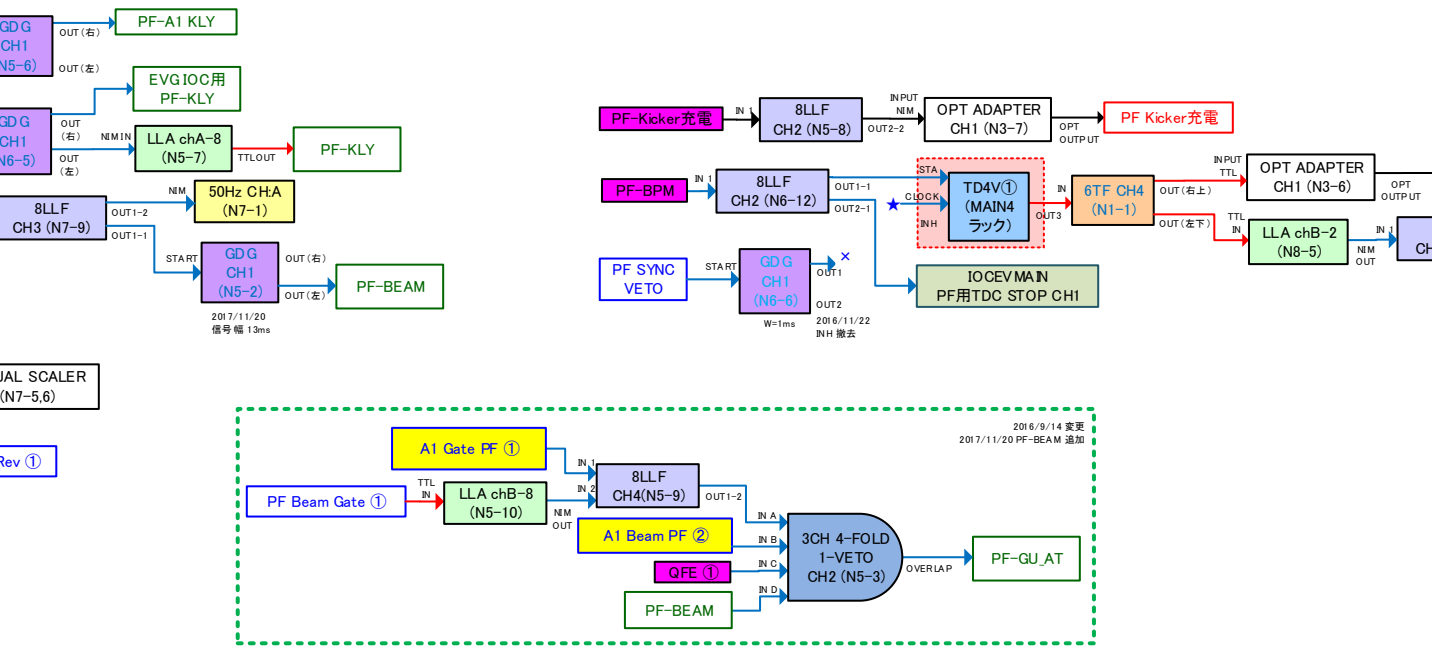 GDG
CH1
N5-6)
OUT(右)
OUT(左)
PF-A1 KLY
EVG IOC用
PF-KLY
GDG
CH1
N6-5)
OUT
(右)
OUT
(左)
NIM IN
LLA chA-8
(N5-7)
TTL OUT
PF-KLY
8LLF
CH3 (N7-9)
OUT1-2
OUT1-1
NIM
50Hz CH:A
(N7-1)
START
GDG
CH1
(N5-2)
OUT(右)
OUT(左)
PF-BEAM
2017/11/20
信号幅 13ms
PF-Kicker充電
IN 1
8LLF
CH2 (N5-8)
OUT2-2
INPUT
NIM
OPT ADAPTER
CH1 (N3-7)
OPT
OUTPUT
PF Kicker充電
PF-BPM
IN 1
8LLF
CH2 (N6-12)
OUT1-1
OUT2-1
STA
★
CLOCK
INH
TD4V①
(MAIN4
ラック)
OUT3
IN
6TF CH4
(N1-1)
OUT(右上)
OUT(左下)
INPUT
TTL
OPT ADAPTER
CH1 (N3-6)
OPT
OUTPUT
TTL
IN
LLA chB-2
(N8-5)
NIM
OUT
IN 1
CH
PF SYNC
VETO
START
GDG
CH1
(N6-6)
W=1ms
OUT1
×
OUT2
2016/11/22
INH 撤去
IOCEVMAIN
PF用TDC STOP CH1
UAL SCALER
(N7-5,6)
Rev ①
2016/9/14 変更
2017/11/20 PF-BEAM 追加
A1 Gate PF ①
PF Beam Gate ①
TTL
IN
LLA chB-8
(N5-10)
NIM
OUT
IN 1
IN 2
8LLF
CH4(N5-9)
OUT1-2
A1 Beam PF ②
QFE ①
PF-BEAM
IN A
IN B
IN C
IN D
3CH 4-FOLD
1-VETO
CH2 (N5-3)
OVERLAP
PF-GU_AT